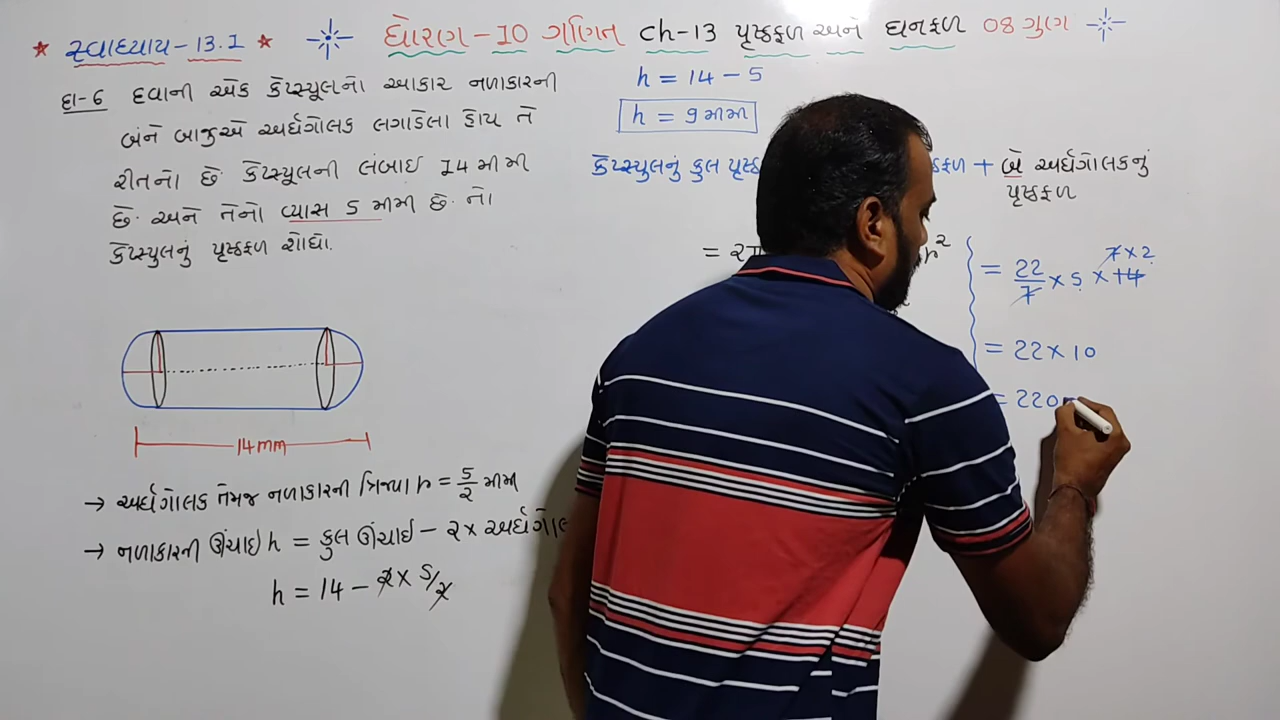 ★ સ્વાધ્યાય - 13.1 ★ ધોરણ - 10 ગણિત ch-13 પૃષ્ઠફળ અને ઘનફળ 08 ગુણ
દા-6 દવાની એક કેપ્સ્યૂલનો આકાર નળાકારની
બંને બાજુએ અર્ધગોલક લગાડેલા હોય તે
રીતનો છે. કેપ્સ્યૂલની લંબાઇ 14 મીમી
છે. અને તેનો વ્યાસ 5 મીમી છે. તો
કેપ્સ્યુલનું પૃષ્ઠફળ શોધો.
14mm
→ અર્ધગોલક તેમજ નળાકારની ત્રિજ્યા r = 5/2 મીમી
→ નળાકારની ઊંચાઇ h = કુલ ઊંચાઇ - 2 ×
h = 14 - 2 × 5/2
h = 14 - 5
h = 9 મીમી
કેપ્સ્યુલનું કુલ + બે અર્ધગોલકનું
પૃષ્ઠફળ
= 2π r²
= 22/7 × 5 × 14 7 × 2
= 22 × 10
= 220